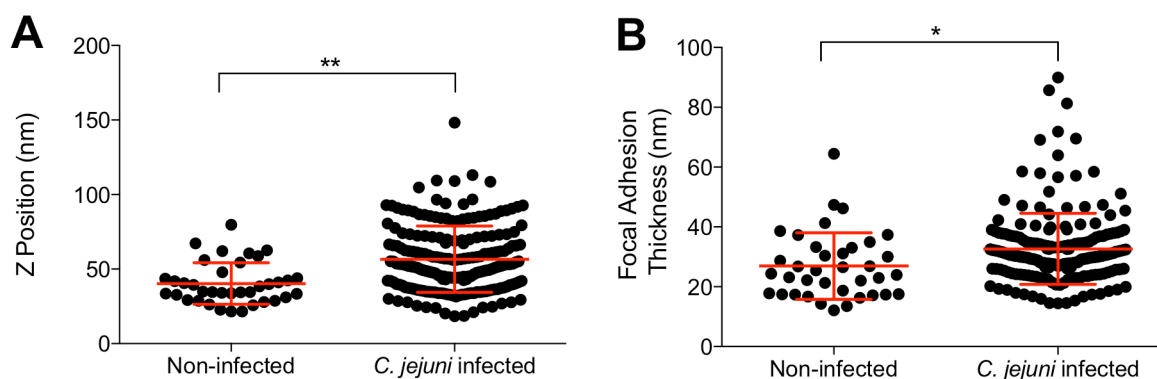 A
Z Position (nm)
200
150
100
50
0
**
Non-infected
C. jejuni infected
B
Focal Adhesion
Thickness (nm)
100
80
60
40
20
0
*
Non-infected
C. jejuni infected